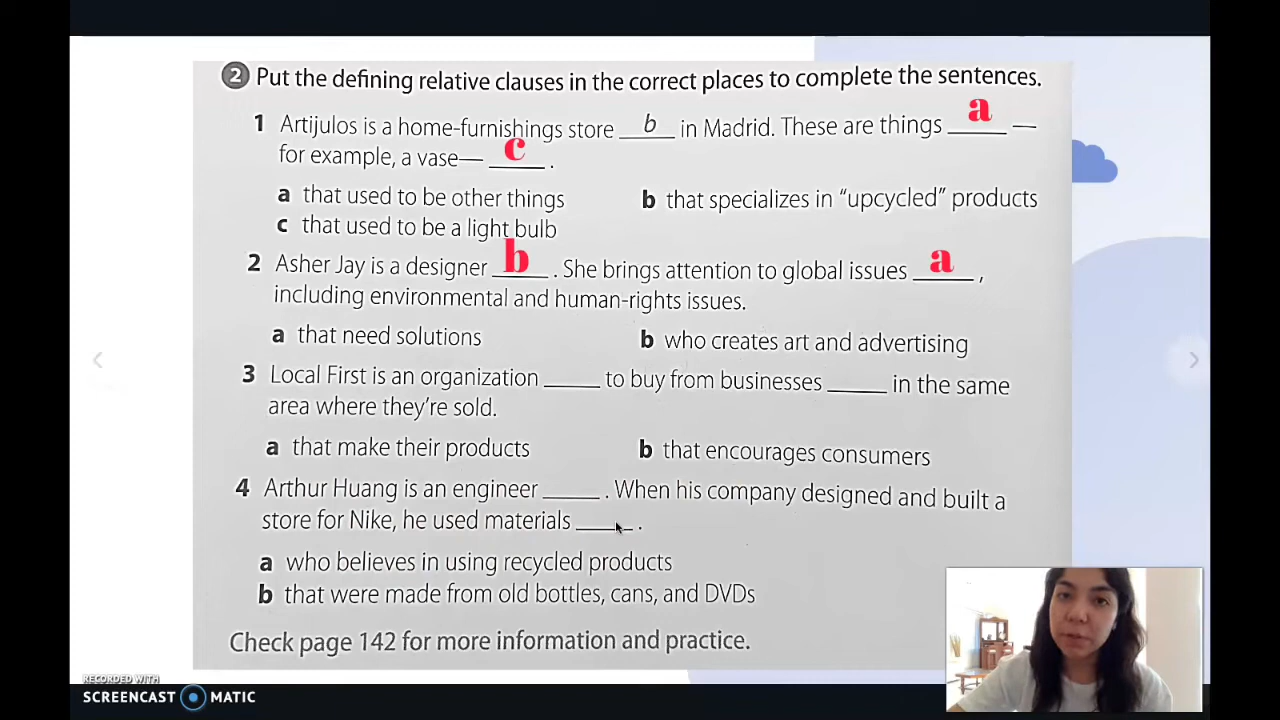 2 Put the defining relative clauses in the correct places to complete the sentences.
1 Artijulos is a home-furnishings store b in Madrid. These are things a —
for example, a vase— c .
a that used to be other things b that specializes in “upcycled” products
c that used to be a light bulb
2 Asher Jay is a designer b . She brings attention to global issues a ,
including environmental and human-rights issues.
a that need solutions b who creates art and advertising
3 Local First is an organization ____ to buy from businesses ____ in the same
area where they’re sold.
a that make their products b that encourages consumers
4 Arthur Huang is an engineer ____ . When his company designed and built a
store for Nike, he used materials ____ .
a who believes in using recycled products
b that were made from old bottles, cans, and DVDs
Check page 142 for more information and practice.
RECORDED WITH
SCREENCAST MATIC